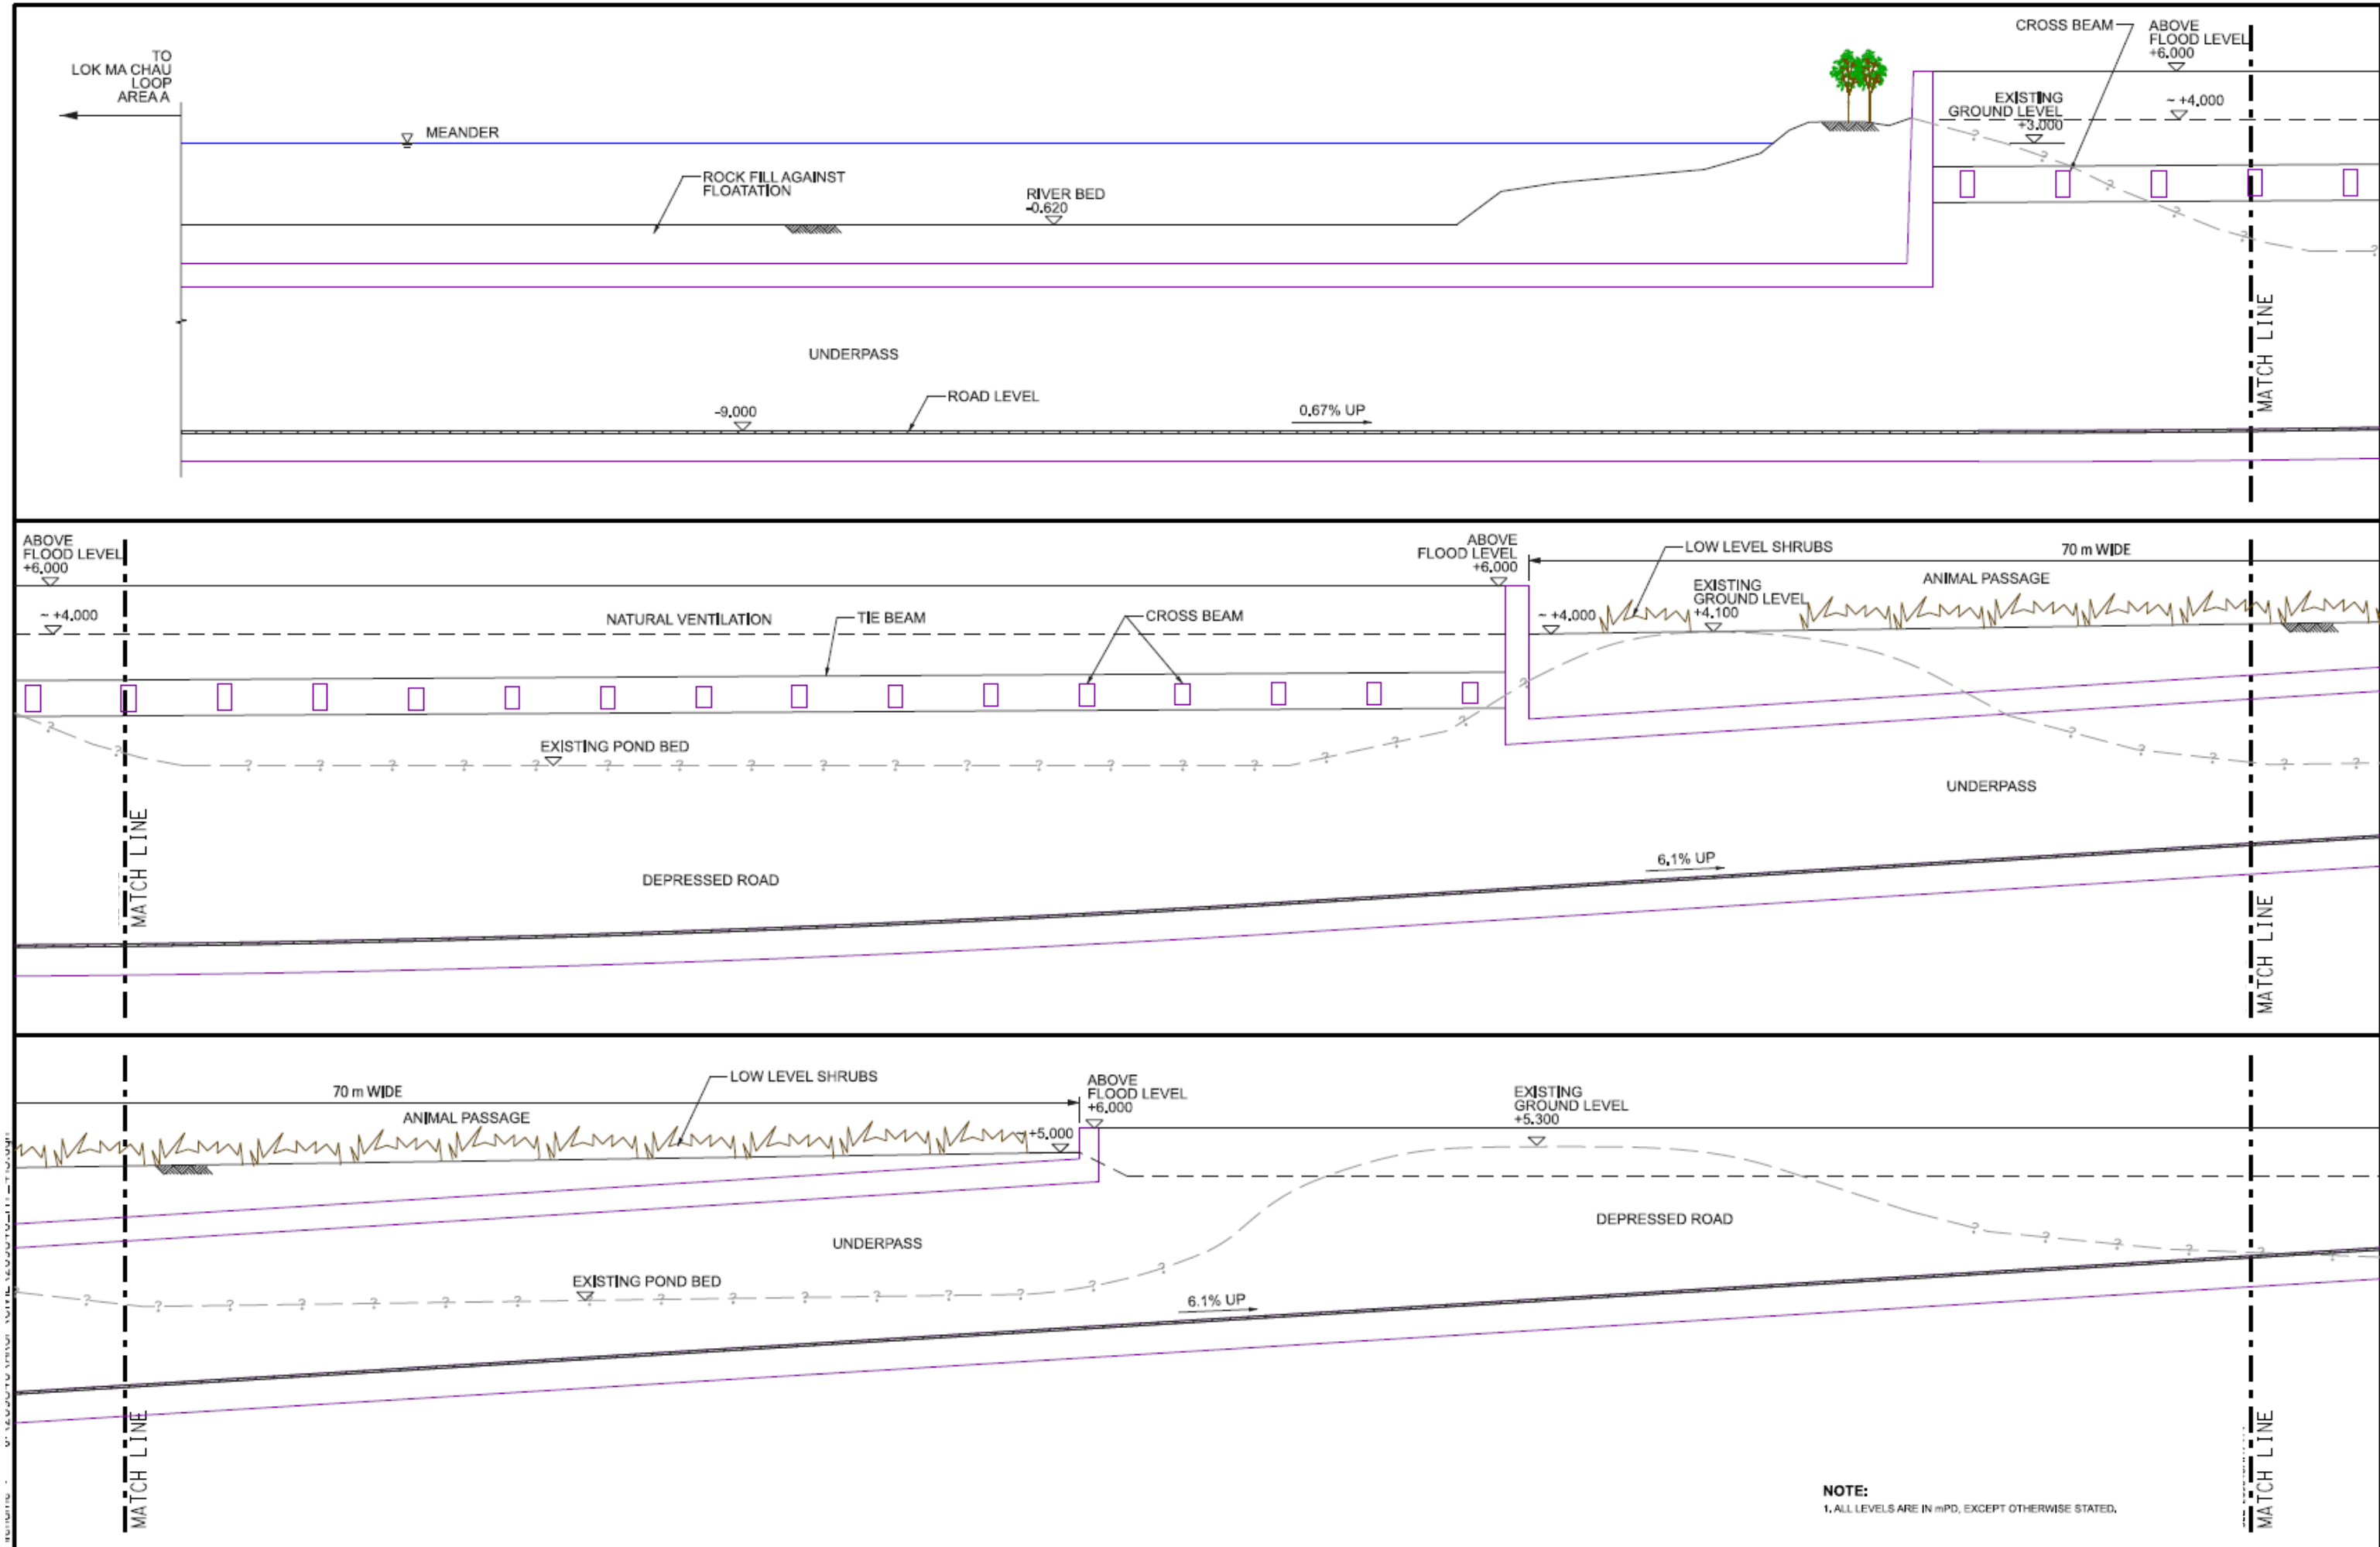 TO
LOK MA CHAU
LOOP
AREA A
MEANDER
ROCK FILL AGAINST
FLOATATION
RIVER BED
-0.620
CROSS BEAM
ABOVE
FLOOD LEVEL
+6.000
EXISTING
GROUND LEVEL
+3.000
~ +4.000
UNDERPASS
-9.000
ROAD LEVEL
0.67% UP
MATCH LINE
ABOVE
FLOOD LEVEL
+6.000
~ +4.000
NATURAL VENTILATION
TIE BEAM
CROSS BEAM
ABOVE
FLOOD LEVEL
+6.000
LOW LEVEL SHRUBS
70 m WIDE
~ +4.000
EXISTING
GROUND LEVEL
+4.100
ANIMAL PASSAGE
EXISTING POND BED
UNDERPASS
MATCH LINE
DEPRESSED ROAD
6.1% UP
MATCH LINE
70 m WIDE
LOW LEVEL SHRUBS
ANIMAL PASSAGE
ABOVE
FLOOD LEVEL
+6.000
~ +5.000
EXISTING
GROUND LEVEL
+5.300
DEPRESSED ROAD
UNDERPASS
EXISTING POND BED
6.1% UP
MATCH LINE
MATCH LINE
NOTE:
1. ALL LEVELS ARE IN mPD, EXCEPT OTHERWISE STATED.